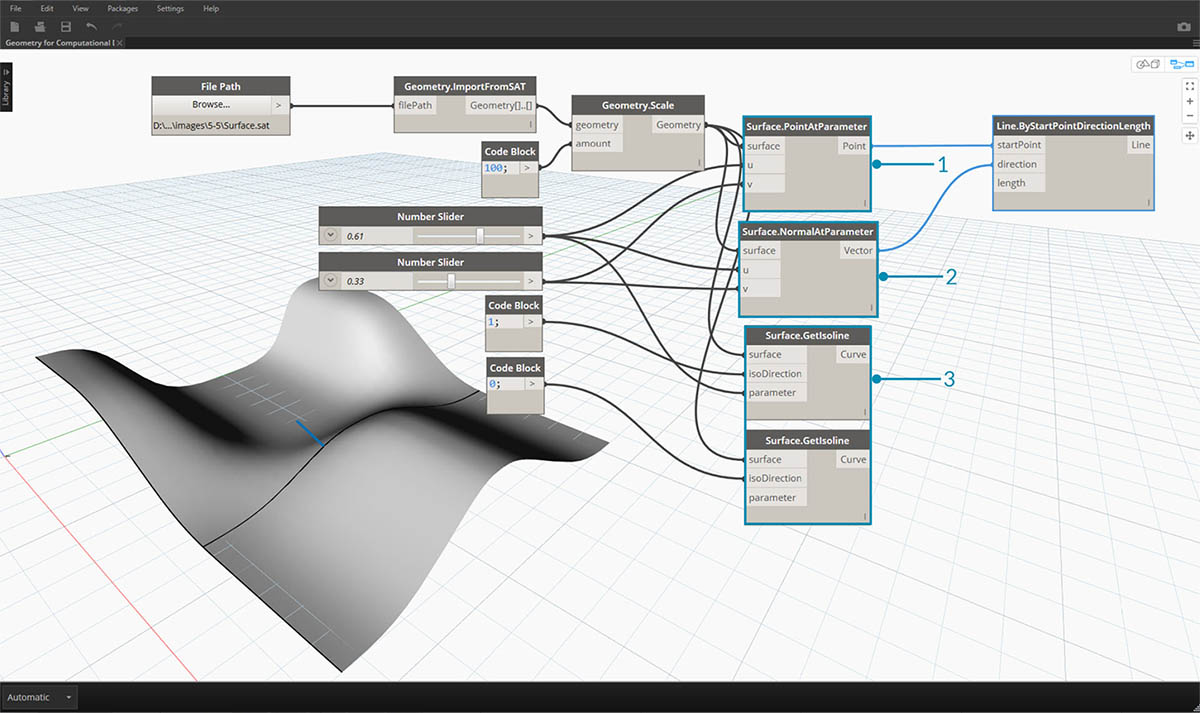 File Edit View Packages Settings Help
Geometry for Computational
Library
File Path
Browse... >
D:\...\images\5-5\Surface.sat
Geometry.ImportFromSAT
filePath Geometry[]..[]
Code Block
100; >
Geometry.Scale
geometry Geometry
amount
Number Slider
0.61 >
Number Slider
0.33 >
Code Block
1; >
Code Block
0; >
Surface.PointAtParameter
surface Point
u
v
1
Surface.NormalAtParameter
surface Vector
u
v
2
Surface.GetIsoline
surface Curve
isoDirection
parameter
3
Surface.GetIsoline
surface Curve
isoDirection
parameter
Line.ByStartPointDirectionLength
startPoint Line
direction
length
Automatic